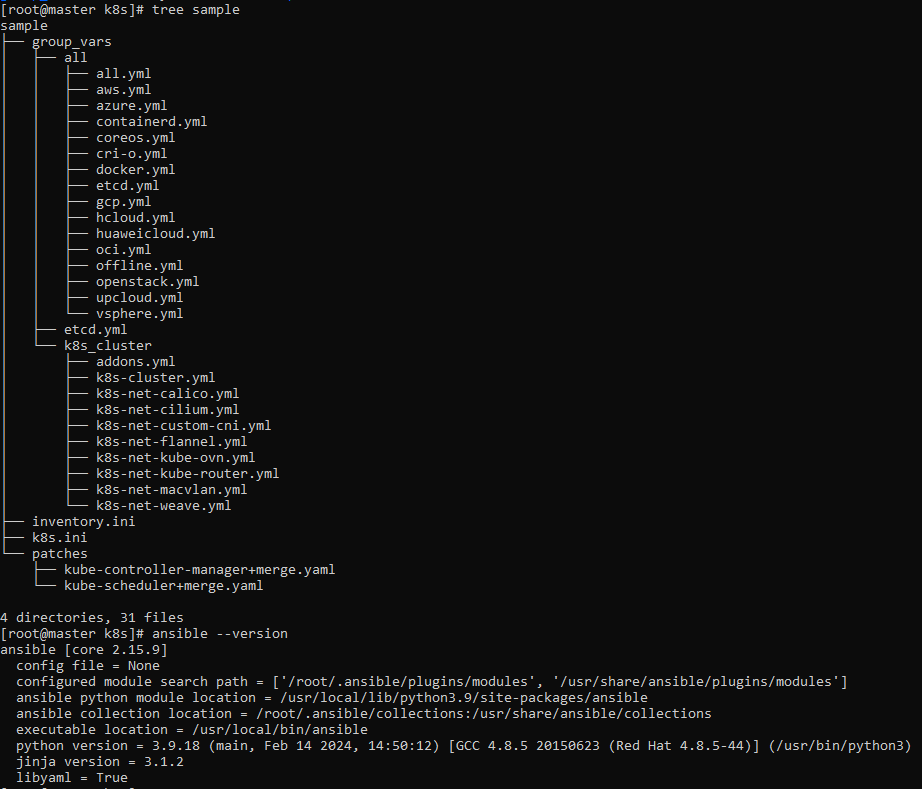 [root@master k8s]# tree sample
sample
├── group_vars
│   ├── all
│   │   ├── all.yml
│   │   ├── aws.yml
│   │   ├── azure.yml
│   │   ├── containerd.yml
│   │   ├── coreos.yml
│   │   ├── cri-o.yml
│   │   ├── docker.yml
│   │   ├── etcd.yml
│   │   ├── gcp.yml
│   │   ├── hcloud.yml
│   │   ├── huaweicloud.yml
│   │   ├── oci.yml
│   │   ├── offline.yml
│   │   ├── openstack.yml
│   │   ├── upcloud.yml
│   │   └── vsphere.yml
│   ├── etcd.yml
│   └── k8s_cluster
│       ├── addons.yml
│       ├── k8s-cluster.yml
│       ├── k8s-net-calico.yml
│       ├── k8s-net-cilium.yml
│       ├── k8s-net-custom-cni.yml
│       ├── k8s-net-flannel.yml
│       ├── k8s-net-kube-ovn.yml
│       ├── k8s-net-kube-router.yml
│       ├── k8s-net-macvlan.yml
│       └── k8s-net-weave.yml
├── inventory.ini
├── k8s.ini
└── patches
    ├── kube-controller-manager+merge.yaml
    └── kube-scheduler+merge.yaml

4 directories, 31 files
[root@master k8s]# ansible --version
ansible [core 2.15.9]
  config file = None
  configured module search path = ['/root/.ansible/plugins/modules', '/usr/share/ansible/plugins/modules']
  ansible python module location = /usr/local/lib/python3.9/site-packages/ansible
  ansible collection location = /root/.ansible/collections:/usr/share/ansible/collections
  executable location = /usr/local/bin/ansible
  python version = 3.9.18 (main, Feb 14 2024, 14:50:12) [GCC 4.8.5 20150623 (Red Hat 4.8.5-44)] (/usr/bin/python3)
  jinja version = 3.1.2
  libyaml = True